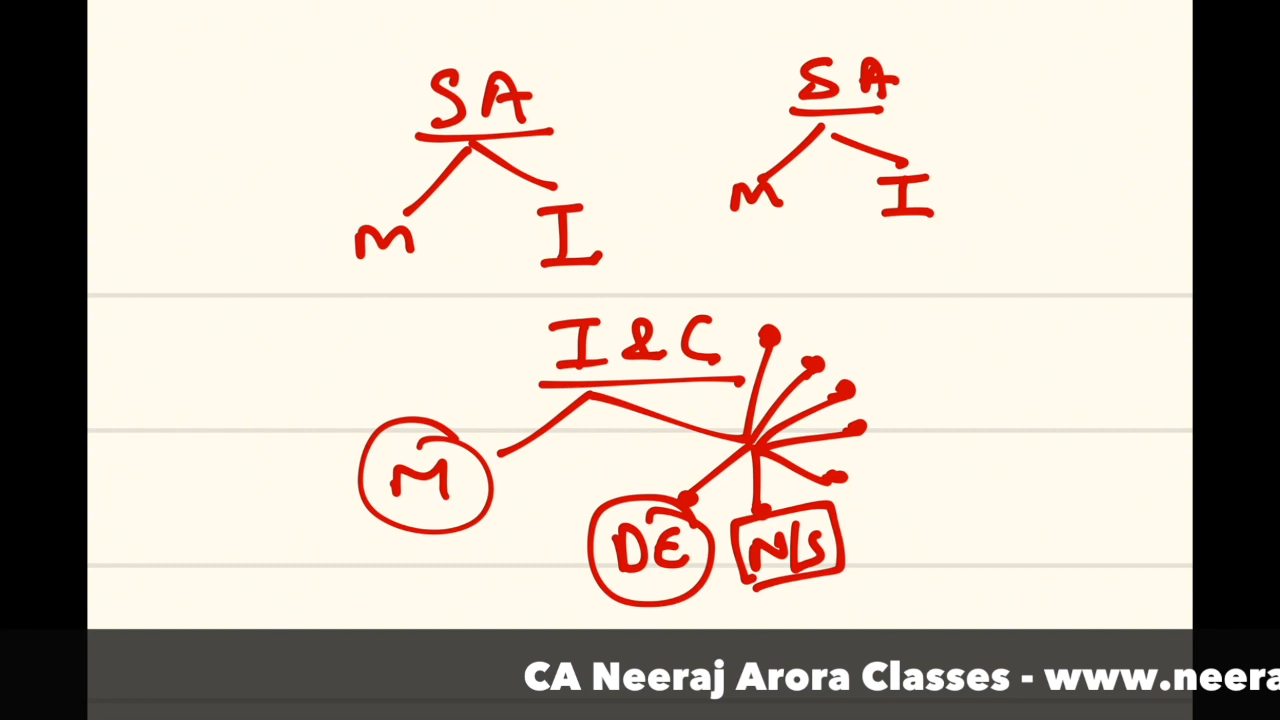 SA SA
M I M I
I & C
M
DE N/S
CA Neeraj Arora Classes - www.neera